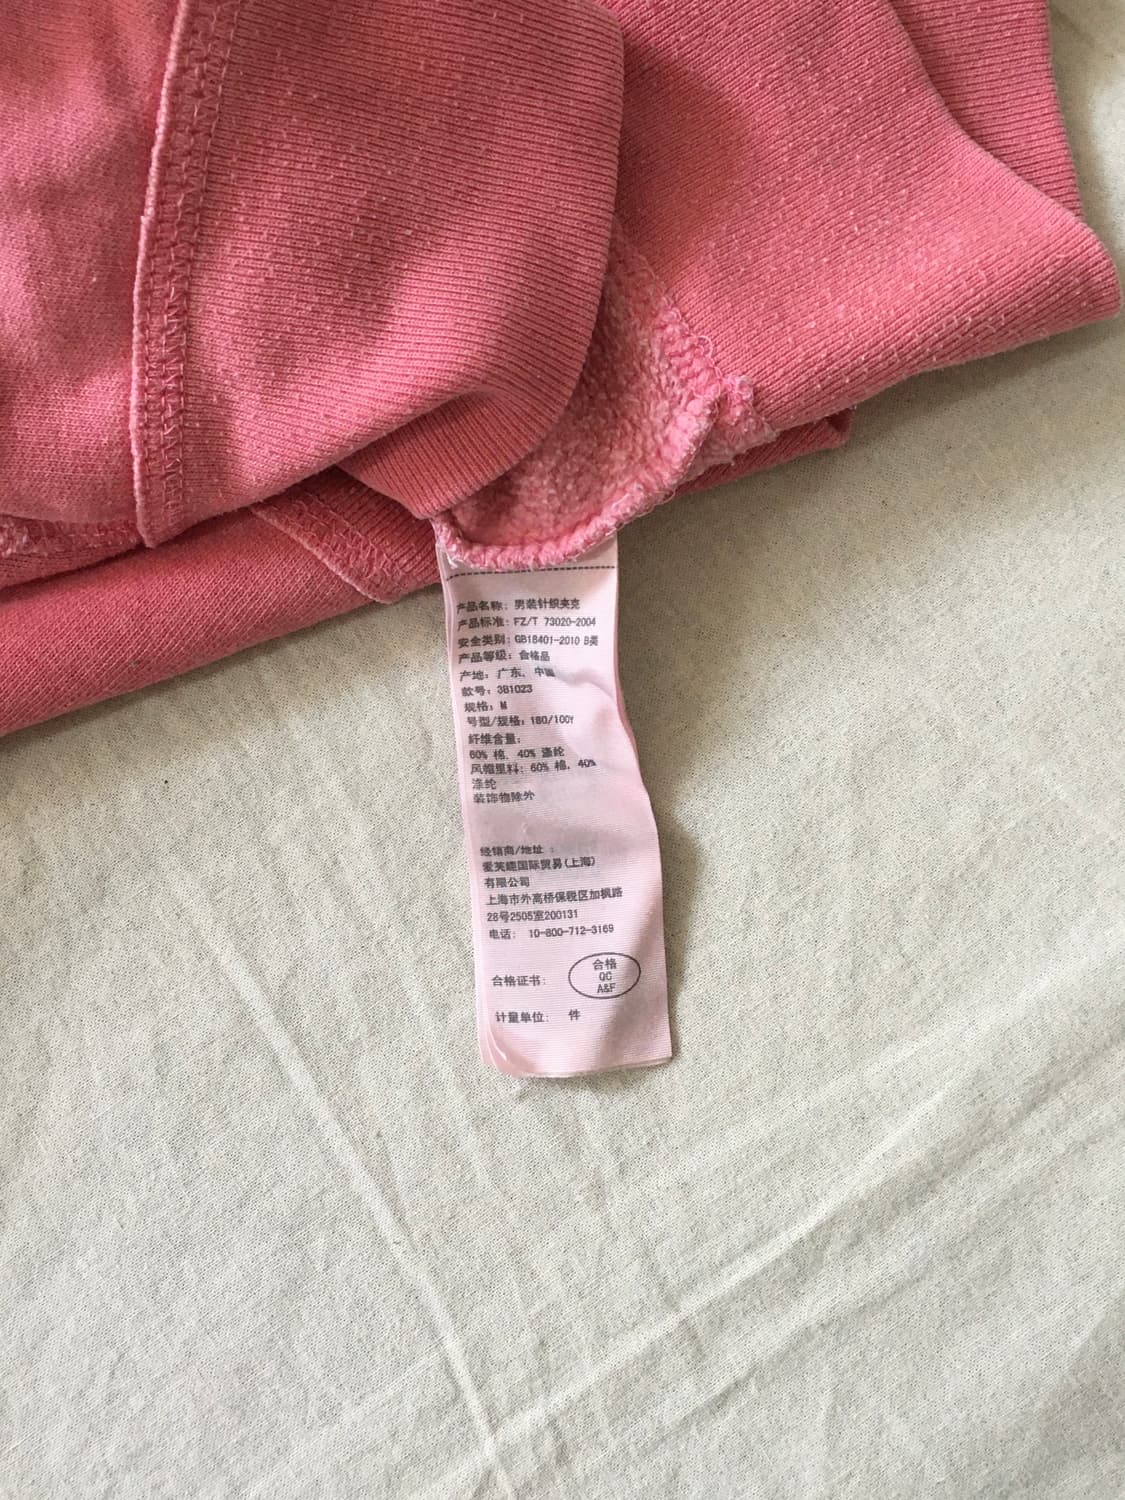 产品名称: 男装针织夹克
产品标准: FZ/T 73020-2004
安全类别: GB18401-2010 B类
产品等级: 合格品
产地: 广东, 中国
款号: 3B1023
规格: M
号型/规格: 180/100Y
纤维含量:
60% 棉, 40% 涤纶
风帽里料: 60% 棉, 40%
涤纶
装饰物除外
经销商/地址 :
爱芙趣国际贸易(上海)
有限公司
上海市外高桥保税区加枫路
28号2505室200131
电话: 10-800-712-3169
合格证书:
合格
QC
A&F
计量单位: 件